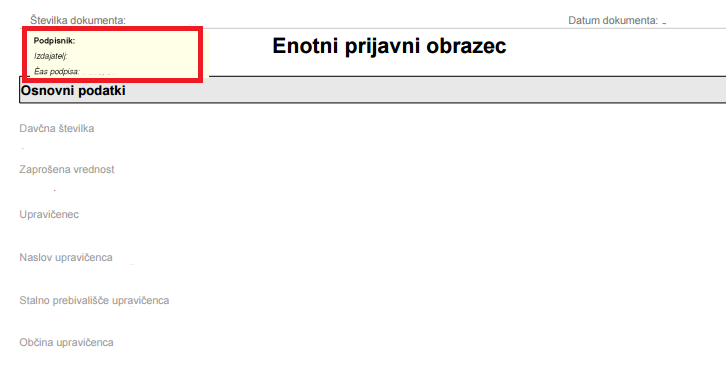 Številka dokumenta: Datum dokumenta:
Podpisnik:
Izdajatelj:
Èas podpisa:
Enotni prijavni obrazec
Osnovni podatki
Davčna številka
Zaprošena vrednost
Upravičenec
Naslov upravičenca
Stalno prebivališče upravičenca
Občina upravičenca